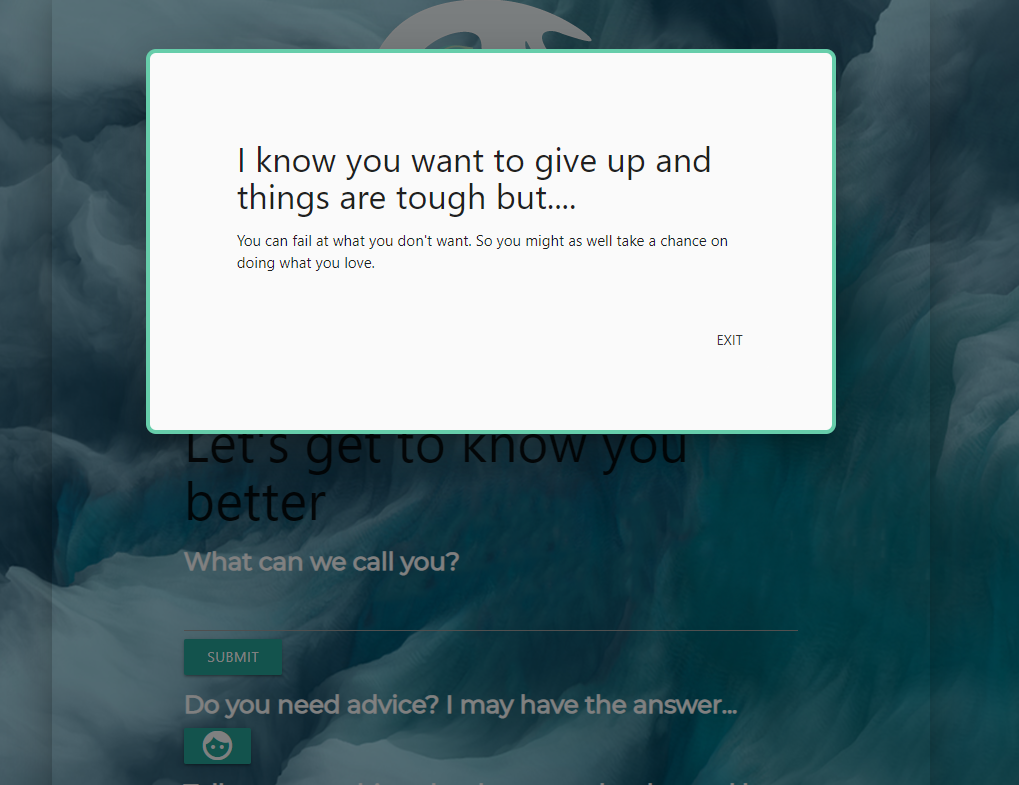 I know you want to give up and
things are tough but....
You can fail at what you don't want. So you might as well take a chance on
doing what you love.
EXIT
Let's get to know you
better
What can we call you?
SUBMIT
Do you need advice? I may have the answer...